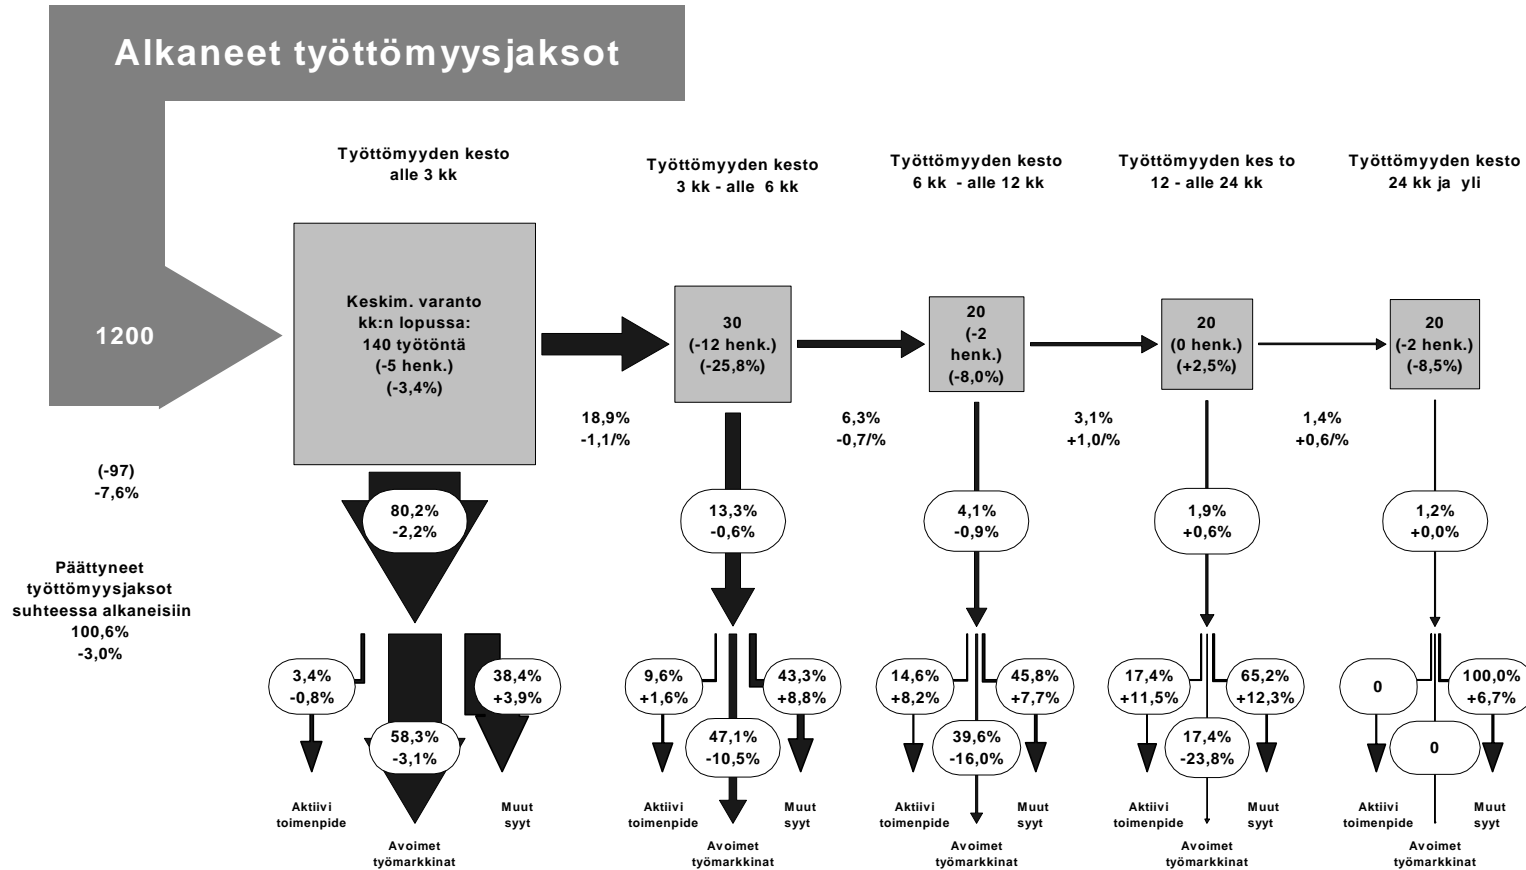 Alkaneet työttömyysjaksot
Työttömyyden kesto
alle 3 kk
Työttömyyden kesto
3 kk - alle 6 kk
Työttömyyden kesto
6 kk - alle 12 kk
Työttömyyden kes to
12 - alle 24 kk
Työttömyyden kesto
24 kk ja yli
1200
Keskim. varanto
kk:n lopussa:
140 työtöntä
(-5 henk.)
(-3,4%)
30
(-12 henk.)
(-25,8%)
20
(-2
henk.)
(-8,0%)
20
(0 henk.)
(+2,5%)
20
(-2 henk.)
(-8,5%)
18,9%
-1,1/%
6,3%
-0,7/%
3,1%
+1,0/%
1,4%
+0,6/%
(-97)
-7,6%
80,2%
-2,2%
13,3%
-0,6%
4,1%
-0,9%
1,9%
+0,6%
1,2%
+0,0%
Päättyneet
työttömyysjaksot
suhteessa alkaneisiin
100,6%
-3,0%
3,4%
-0,8%
58,3%
-3,1%
38,4%
+3,9%
9,6%
+1,6%
47,1%
-10,5%
43,3%
+8,8%
14,6%
+8,2%
39,6%
-16,0%
45,8%
+7,7%
17,4%
+11,5%
17,4%
-23,8%
65,2%
+12,3%
0
0
100,0%
+6,7%
Aktiivi
toimenpide
Avoimet
työmarkkinat
Muut
syyt
Aktiivi
toimenpide
Avoimet
työmarkkinat
Muut
syyt
Aktiivi
toimenpide
Avoimet
työmarkkinat
Muut
syyt
Aktiivi
toimenpide
Avoimet
työmarkkinat
Muut
syyt
Aktiivi
toimenpide
Avoimet
työmarkkinat
Muut
syyt